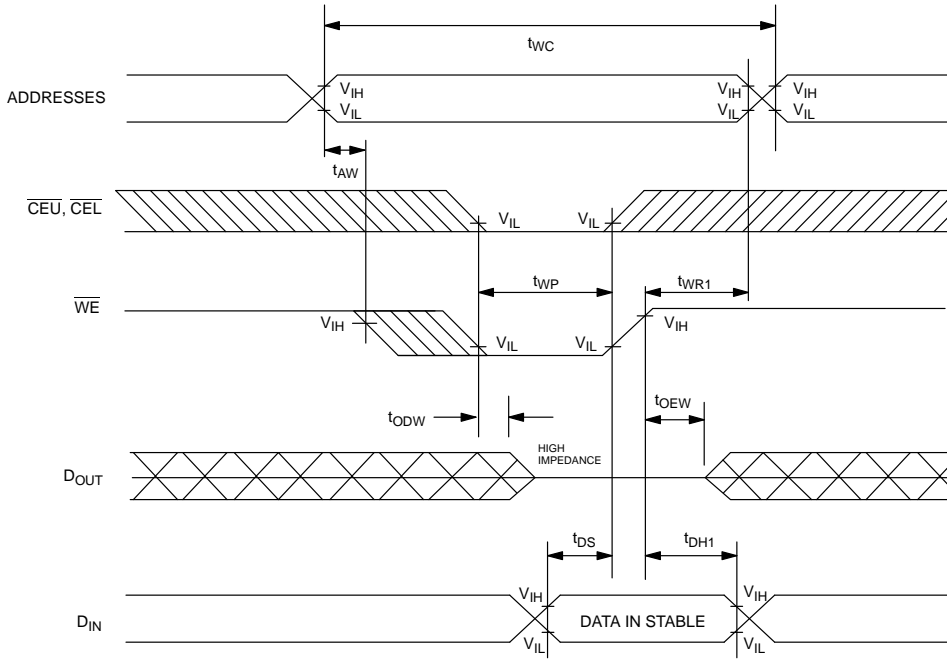 tWC
ADDRESSES
VIH
VIL
VIH
VIL
VIH
VIL
tAW
CEU, CEL
VIL
VIL
tWP
tWR1
WE
VIH
VIL
VIL
VIH
tODW
tOEW
HIGH
IMPEDANCE
DOUT
tDS
tDH1
DIN
VIH
VIL
DATA IN STABLE
VIH
VIL